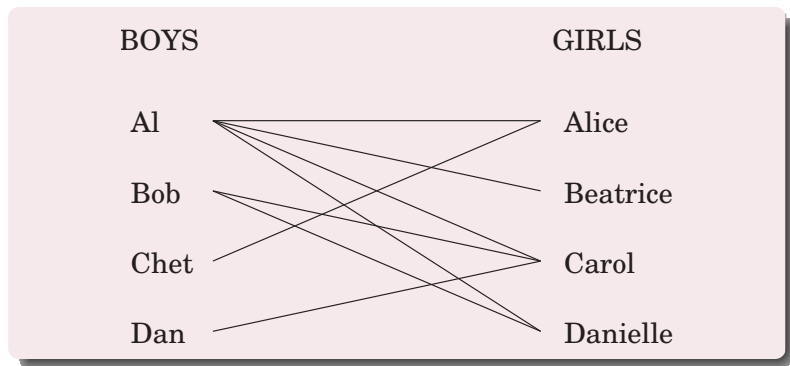 BOYS GIRLS
Al Alice
Bob Beatrice
Chet Carol
Dan Danielle